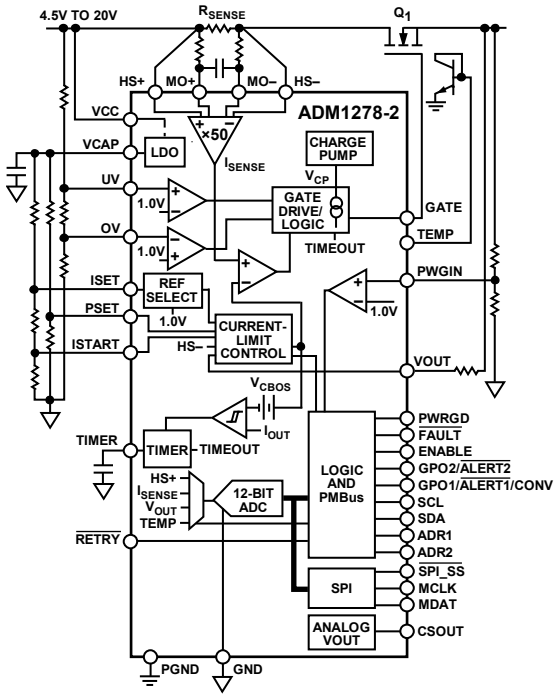 4.5V TO 20V
RSENSE
Q1
HS+
MO+
MO–
HS–
ADM1278-2
VCC
+ –
×50
CHARGE
PUMP
VCAP
LDO
ISENSE
VCP
UV
+
1.0V –
GATE
DRIVE/
LOGIC
GATE
OV
–
1.0V +
TIMEOUT
TEMP
+
–
+
–
1.0V
PWGIN
ISET
REF
SELECT
PSET
1.0V
CURRENT-
LIMIT
CONTROL
ISTART
HS–
VOUT
VCBOS
IOUT
TIMER
TIMER
TIMEOUT
PWRGD
FAULT
ENABLE
GPO2/ALERT2
GPO1/ALERT1/CONV
SCL
SDA
ADR1
ADR2
LOGIC
AND
PMBus
HS+
ISENSE
VOUT
TEMP
12-BIT
ADC
RETRY
SPI_SS
MCLK
MDAT
SPI
ANALOG
VOUT
CSOUT
PGND
GND